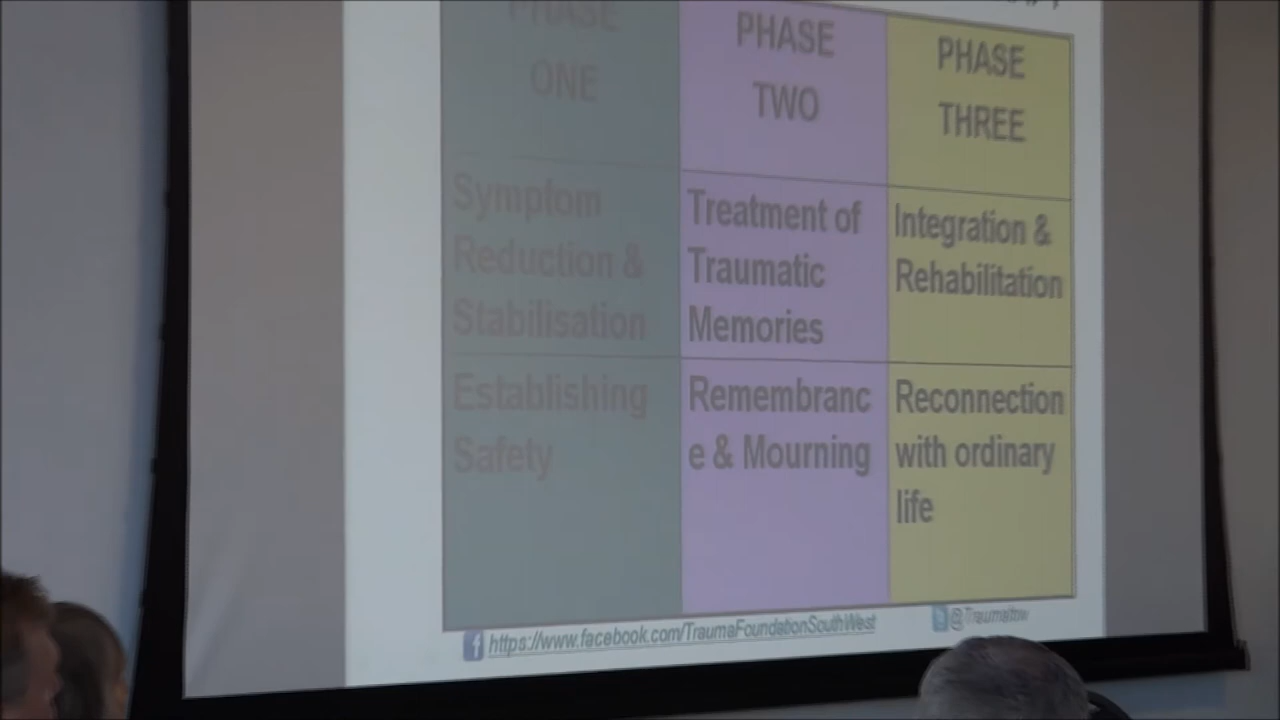 PHASE
ONE
PHASE
TWO
PHASE
THREE
Symptom
Reduction &
Stabilisation
Treatment of
Traumatic
Memories
Integration &
Rehabilitation
Establishing
Safety
Remembranc
e & Mourning
Reconnection
with ordinary
life
https://www.facebook.com/TraumaFoundationSouthWest